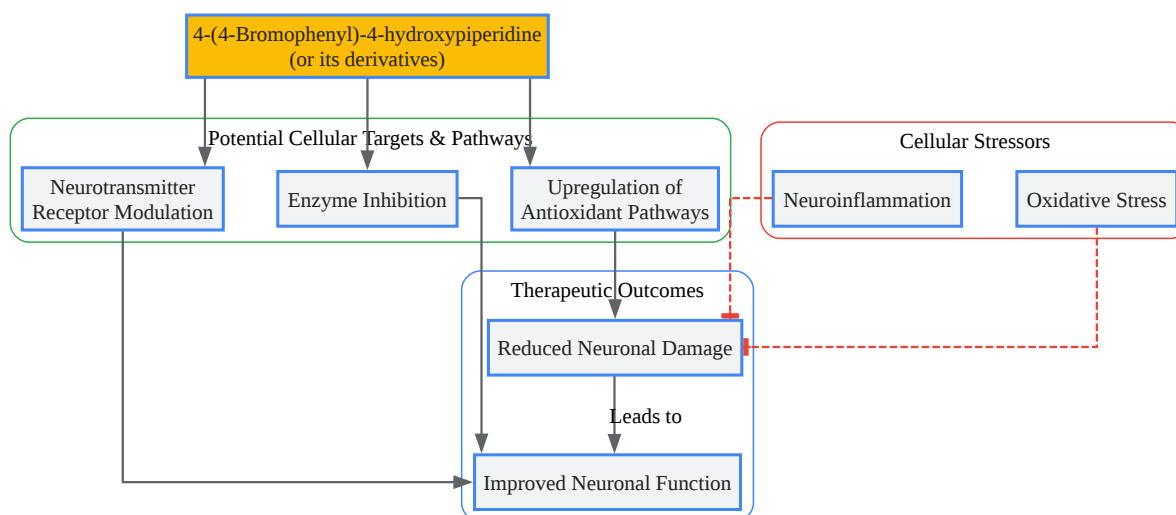 4-(4-Bromophenyl)-4-hydroxypiperidine
(or its derivatives)
Potential Cellular Targets & Pathways
Neurotransmitter
Receptor Modulation
Enzyme Inhibition
Upregulation of
Antioxidant Pathways
Cellular Stressors
Neuroinflammation
Oxidative Stress
Therapeutic Outcomes
Reduced Neuronal Damage
Leads to
Improved Neuronal Function